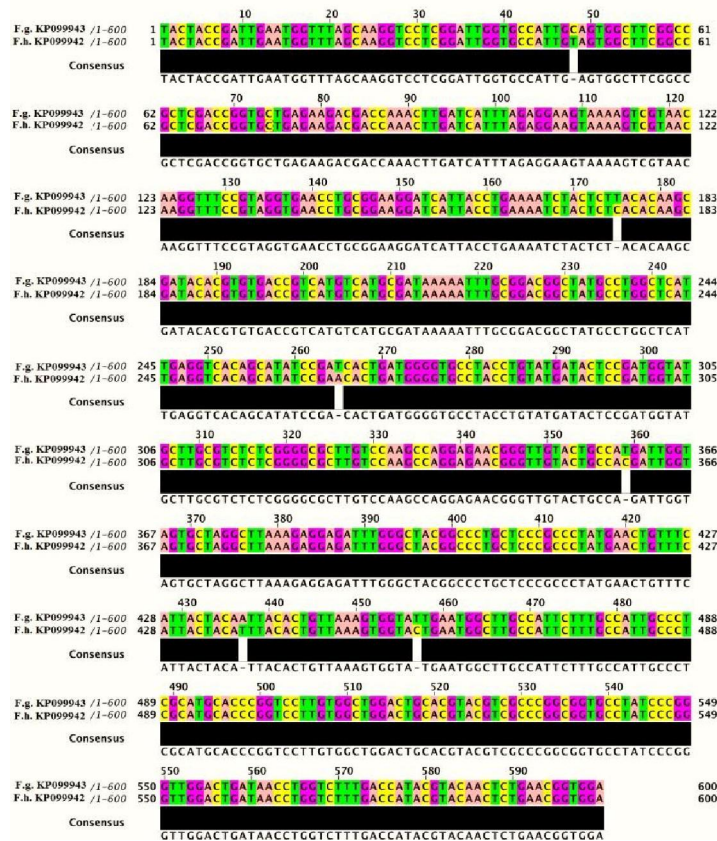 10 20 30 40 50
F.g. KP099943 /1-600 1 TACTACCGATTGAATGGTTTAGCAAGGTCCTCGGATTGGTGCCATTGCAGTGGCTTCGGCC 61
F.h. KP099942 /1-600 1 TACTACCGATTGAATGGTTTAGCAAGGTCCTCGGATTGGTGCCATTGTAGTGGCTTCGGCC 61
Consensus
TACTACCGATTGAATGGTTTAGCAAGGTCCTCGGATTGGTGCCATTG-AGTGGCTTCGGCC
70 80 90 100 110 120
F.g. KP099943 /1-600 62 GCTCGACCGGTGCTGAGAAGACGACCAAACTTGATCATTTAGAGGAAGTAAAAGTCGTAAC 122
F.h. KP099942 /1-600 62 GCTCGACCGGTGCTGAGAAGACGACCAAACTTGATCATTTAGAGGAAGTAAAAGTCGTAAC 122
Consensus
GCTCGACCGGTGCTGAGAAGACGACCAAACTTGATCATTTAGAGGAAGTAAAAGTCGTAAC
130 140 150 160 170 180
F.g. KP099943 /1-600 123 AAGGTTTCCGTAGGTGAACCTGCGGAAGGATCATTACCTGAAAATCTACTCTTACACAAGC 183
F.h. KP099942 /1-600 123 AAGGTTTCCGTAGGTGAACCTGCGGAAGGATCATTACCTGAAAATCTACTCTCACACAAGC 183
Consensus
AAGGTTTCCGTAGGTGAACCTGCGGAAGGATCATTACCTGAAAATCTACTCT-ACACAAGC
190 200 210 220 230 240
F.g. KP099943 /1-600 184 GATACACGTGTGACCGTCATGTCATGCGATAAAAATTTGCGGACGGCTATGCCTGGCTCAT 244
F.h. KP099942 /1-600 184 GATACACGTGTGACCGTCATGTCATGCGATAAAAATTTGCGGACGGCTATGCCTGGCTCAT 244
Consensus
GATACACGTGTGACCGTCATGTCATGCGATAAAAATTTGCGGACGGCTATGCCTGGCTCAT
250 260 270 280 290 300
F.g. KP099943 /1-600 245 TGAGGTCACAGCATATCCGATCACTGATGGGGTGCCTACCTGTATGATACTCCGATGGTAT 305
F.h. KP099942 /1-600 245 TGAGGTCACAGCATATCCGAACACTGATGGGGTGCCTACCTGTATGATACTCCGATGGTAT 305
Consensus
TGAGGTCACAGCATATCCGA-CACTGATGGGGTGCCTACCTGTATGATACTCCGATGGTAT
310 320 330 340 350 360
F.g. KP099943 /1-600 306 GCTTGCGTCTCTCGGGGCGCTTGTCCAAGCCAGGAGAACGGGTTGTACTGCCATGATTGGT 366
F.h. KP099942 /1-600 306 GCTTGCGTCTCTCGGGGCGCTTGTCCAAGCCAGGAGAACGGGTTGTACTGCCACGATTGGT 366
Consensus
GCTTGCGTCTCTCGGGGCGCTTGTCCAAGCCAGGAGAACGGGTTGTACTGCCA-GATTGGT
370 380 390 400 410 420
F.g. KP099943 /1-600 367 AGTGCTAGGCTTAAAGAGGAGATTTGGGCTACGGCCCTGCTCCCGCCCTATGAACTGTTTC 427
F.h. KP099942 /1-600 367 AGTGCTAGGCTTAAAGAGGAGATTTGGGCTACGGCCCTGCTCCCGCCCTATGAACTGTTTC 427
Consensus
AGTGCTAGGCTTAAAGAGGAGATTTGGGCTACGGCCCTGCTCCCGCCCTATGAACTGTTTC
430 440 450 460 470 480
F.g. KP099943 /1-600 428 ATTACTACAATTACACTGTTAAAGTGGTATTGAATGGCTTGCCATTCTTTGCCATTGCCCT 488
F.h. KP099942 /1-600 428 ATTACTACATTTACACTGTTAAAGTGGTACTGAATGGCTTGCCATTCTTTGCCATTGCCCT 488
Consensus
ATTACTACA-TTACACTGTTAAAGTGGTA-TGAATGGCTTGCCATTCTTTGCCATTGCCCT
490 500 510 520 530 540
F.g. KP099943 /1-600 489 CGCATGCACCCGGTCCTTGTGGCTGGACTGCACGTACGTCGCCCGGCGGTGCCTATCCCGG 549
F.h. KP099942 /1-600 489 CGCATGCACCCGGTCCTTGTGGCTGGACTGCACGTACGTCGCCCGGCGGTGCCTATCCCGG 549
Consensus
CGCATGCACCCGGTCCTTGTGGCTGGACTGCACGTACGTCGCCCGGCGGTGCCTATCCCGG
550 560 570 580 590
F.g. KP099943 /1-600 550 GTTGGACTGATAACCTGGTCTTTGACCATACGTACAACTCTGAACGGTGGA 600
F.h. KP099942 /1-600 550 GTTGGACTGATAACCTGGTCTTTGACCATACGTACAACTCTGAACGGTGGA 600
Consensus
GTTGGACTGATAACCTGGTCTTTGACCATACGTACAACTCTGAACGGTGGA